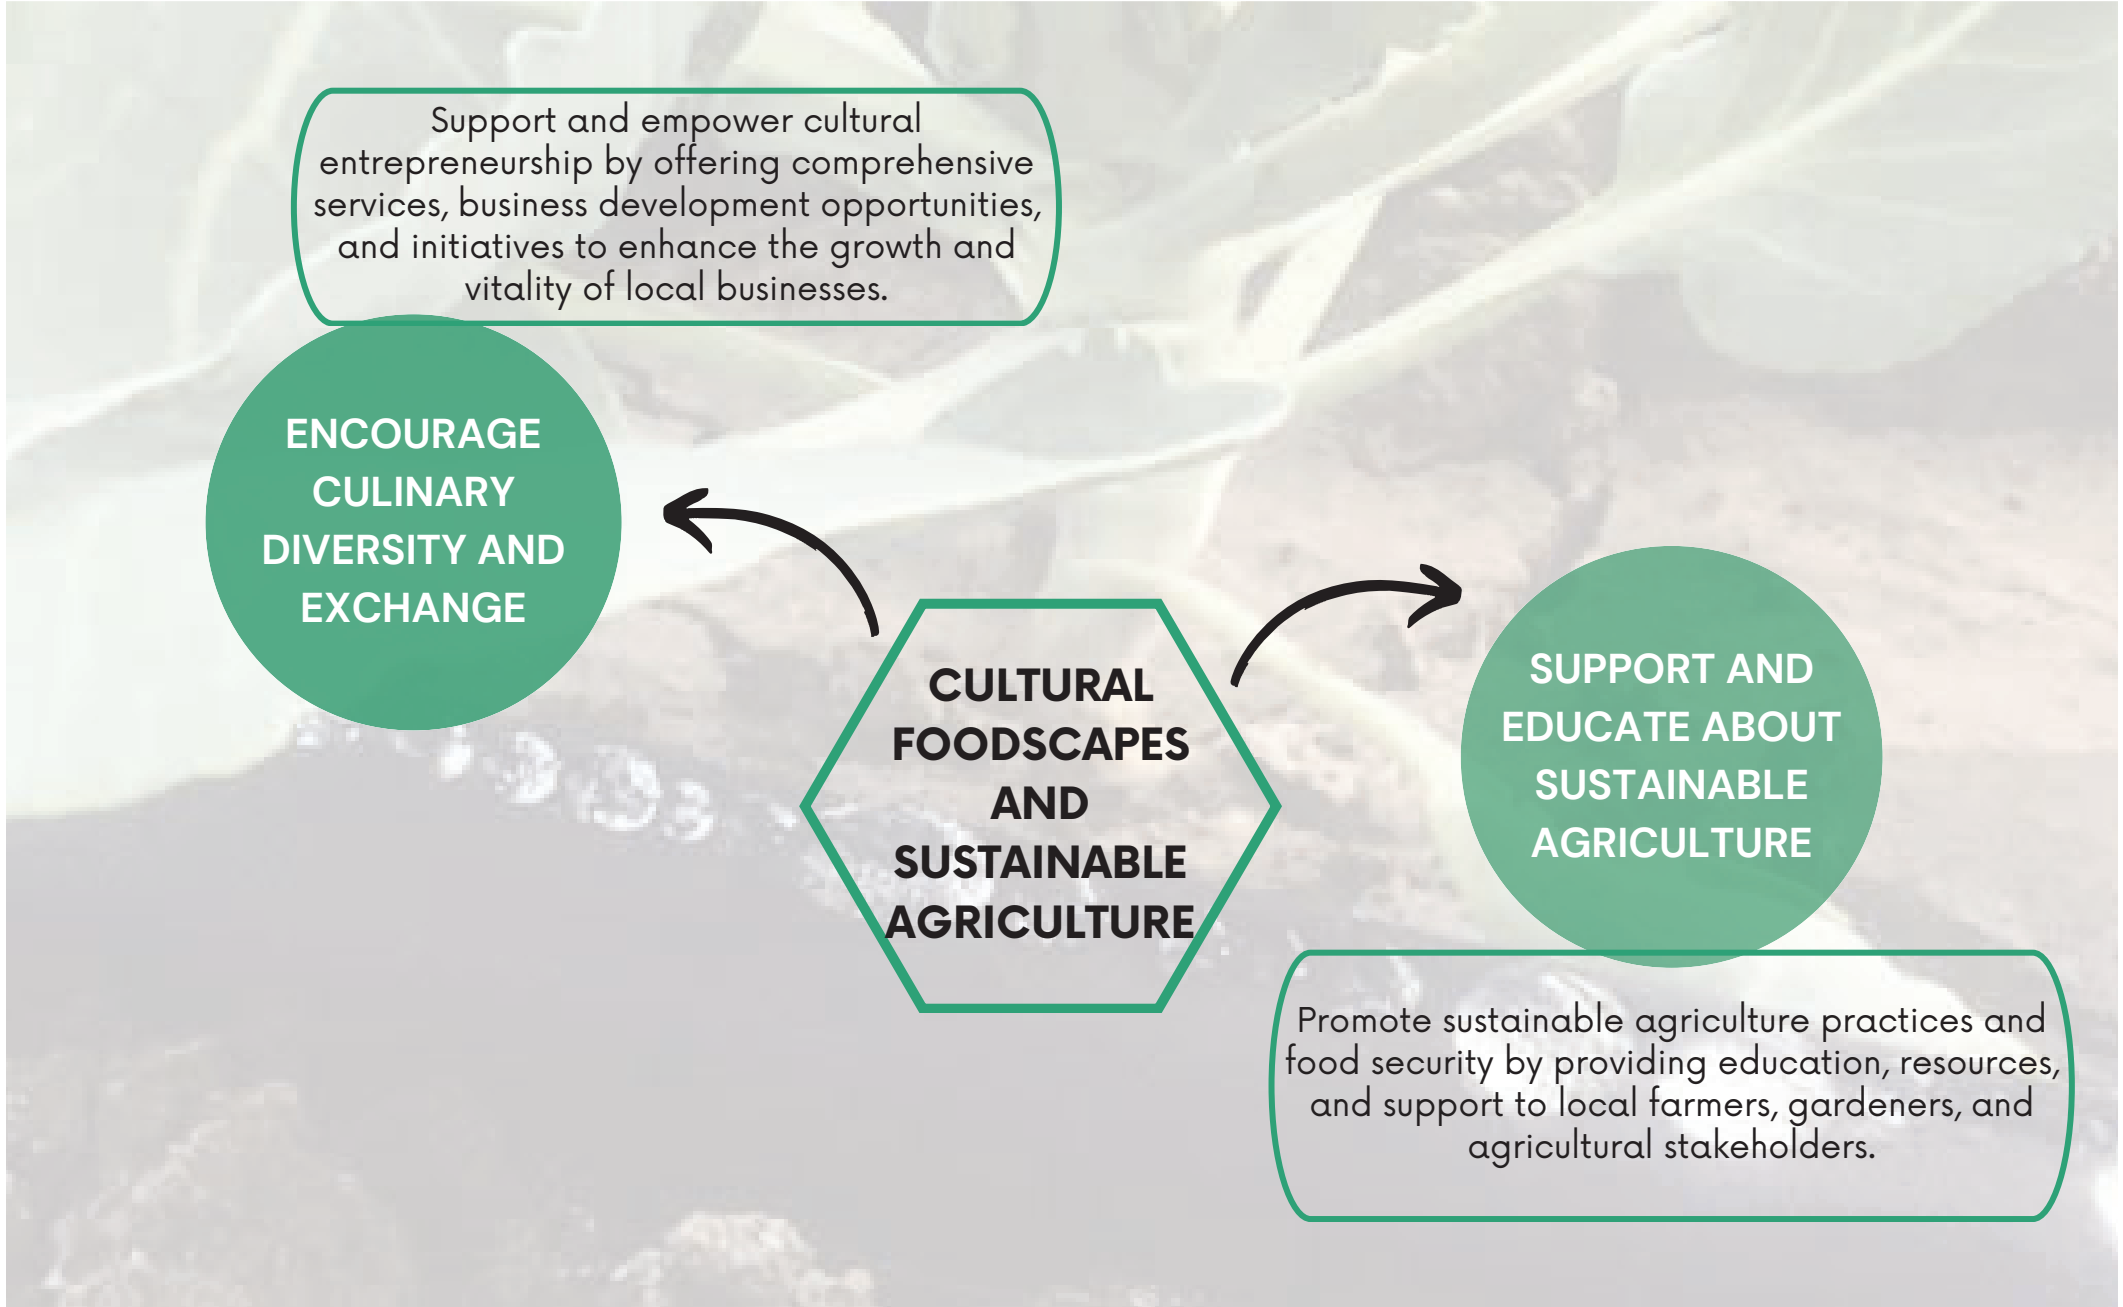 Support and empower cultural
entrepreneurship by offering comprehensive
services, business development opportunities,
and initiatives to enhance the growth and
vitality of local businesses.
ENCOURAGE
CULINARY
DIVERSITY AND
EXCHANGE
CULTURAL
FOODSCAPES
AND
SUSTAINABLE
AGRICULTURE
SUPPORT AND
EDUCATE ABOUT
SUSTAINABLE
AGRICULTURE
Promote sustainable agriculture practices and
food security by providing education, resources,
and support to local farmers, gardeners, and
agricultural stakeholders.